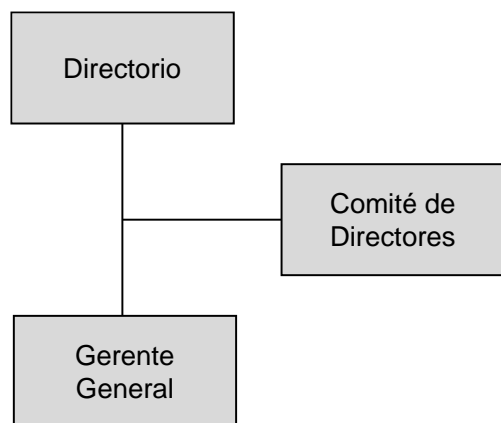 Directorio
Comité de
Directores
Gerente
General